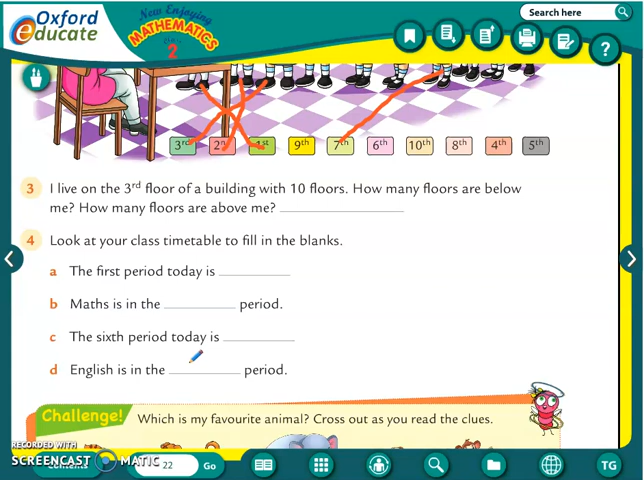 Oxford
educate
New Enjoying
MATHEMATICS
2
Search here
3rd 2nd 1st 9th 7th 6th 10th 8th 4th 5th
3 I live on the 3rd floor of a building with 10 floors. How many floors are below
me? How many floors are above me?
4 Look at your class timetable to fill in the blanks.
a The first period today is
b Maths is in the period.
c The sixth period today is
d English is in the period.
Challenge! Which is my favourite animal? Cross out as you read the clues.
RECORDED WITH
SCREENCAST MATIC
Contents 22 Go TG